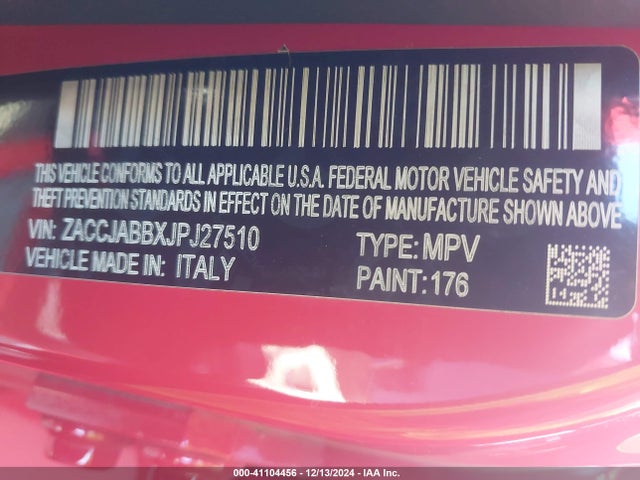 THIS VEHICLE CONFORMS TO ALL APPLICABLE U.S.A. FEDERAL MOTOR VEHICLE SAFETY AND
THEFT PREVENTION STANDARDS IN EFFECT ON THE DATE OF MANUFACTURE SHOWN ABOVE
VIN: ZACCJABBXJPJ27510 TYPE: MPV
VEHICLE MADE IN: ITALY PAINT: 176
000-41104456 - 12/13/2024 - IAA Inc.